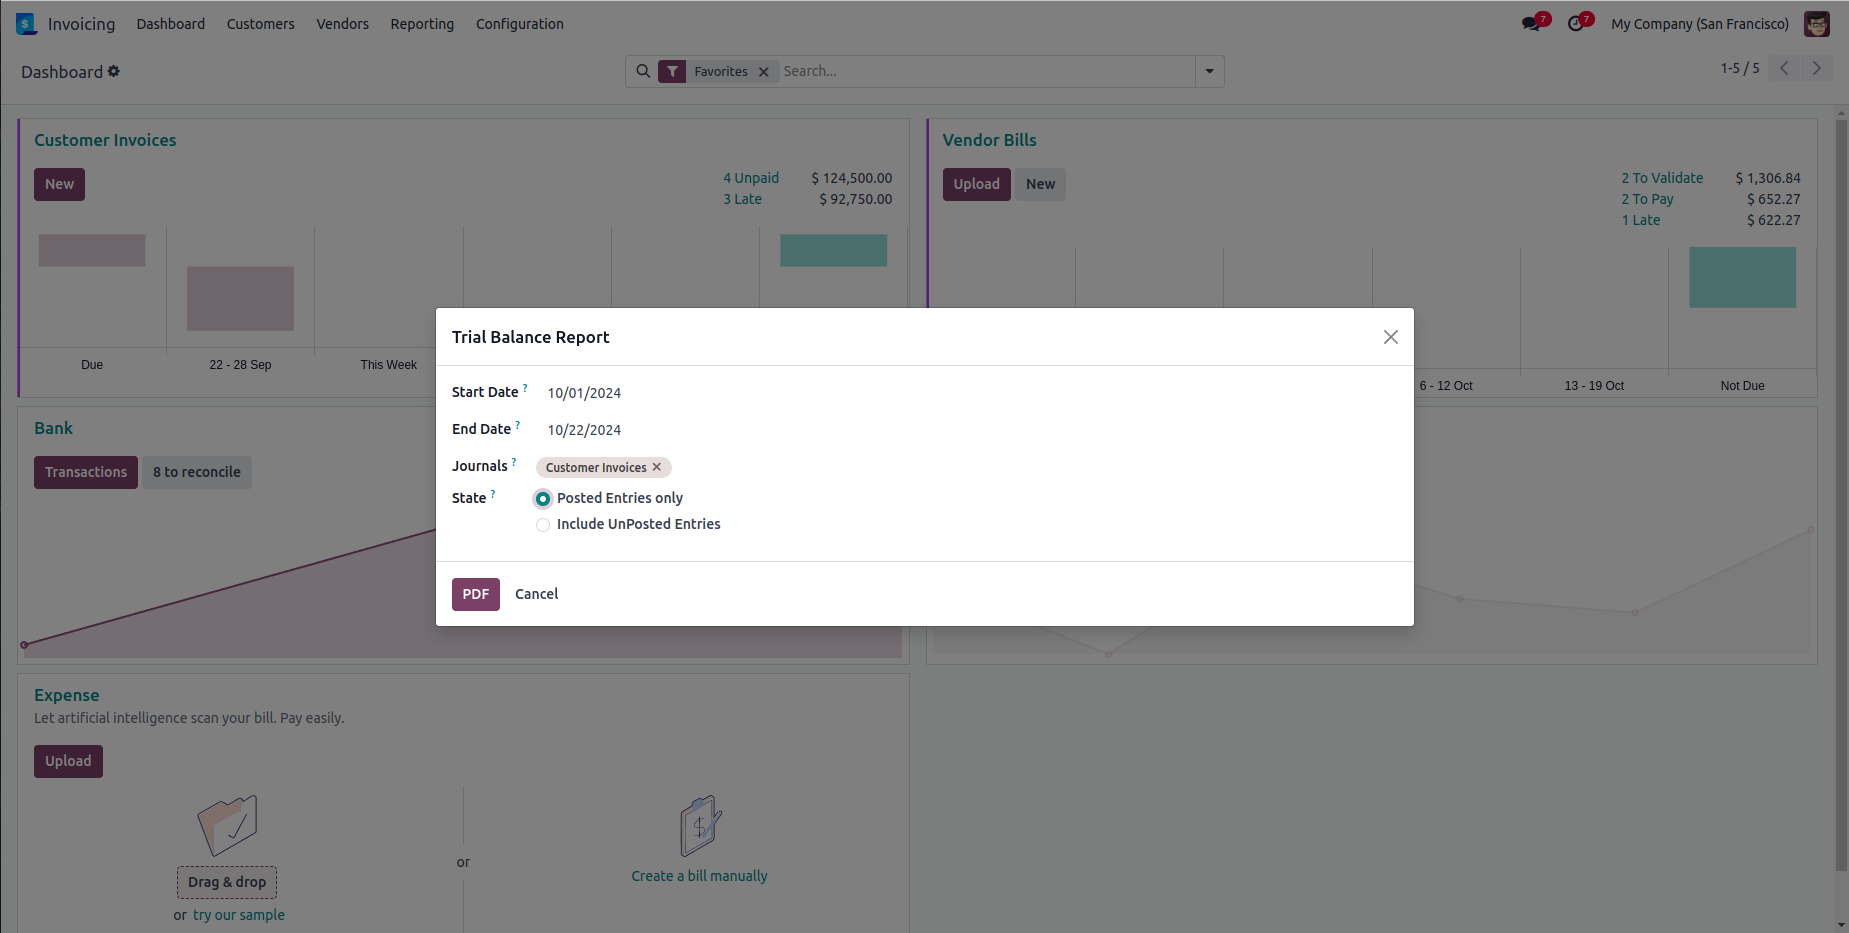 Invoicing Dashboard Customers Vendors Reporting Configuration 7 7 My Company (San Francisco)
Dashboard Favorites Search... 1-5 / 5
Customer Invoices
New
4 Unpaid $ 124,500.00
3 Late $ 92,750.00
Due 22 - 28 Sep This Week
Vendor Bills
Upload New
2 To Validate $ 1,306.84
2 To Pay $ 652.27
1 Late $ 622.27
6 - 12 Oct 13 - 19 Oct Not Due
Trial Balance Report
Start Date ? 10/01/2024
End Date ? 10/22/2024
Journals ? Customer Invoices
State ? Posted Entries only
Include UnPosted Entries
PDF Cancel
Bank
Transactions 8 to reconcile
Expense
Let artificial intelligence scan your bill. Pay easily.
Upload
Drag & drop
or try our sample
or
$
Create a bill manually